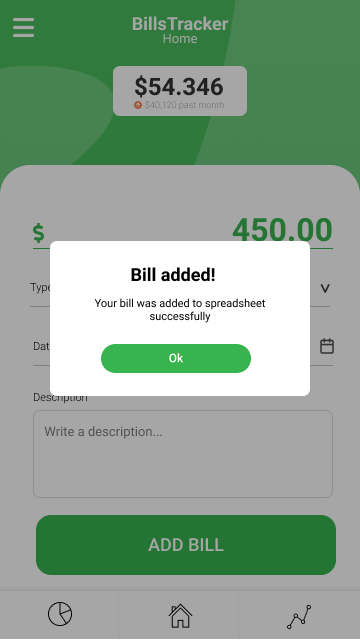 BillsTracker
Home
$54.346
$40,120 past month
$ 450.00
Type
Bill added!
Your bill was added to spreadsheet
successfully
Dat
Ok
Description
Write a description...
ADD BILL